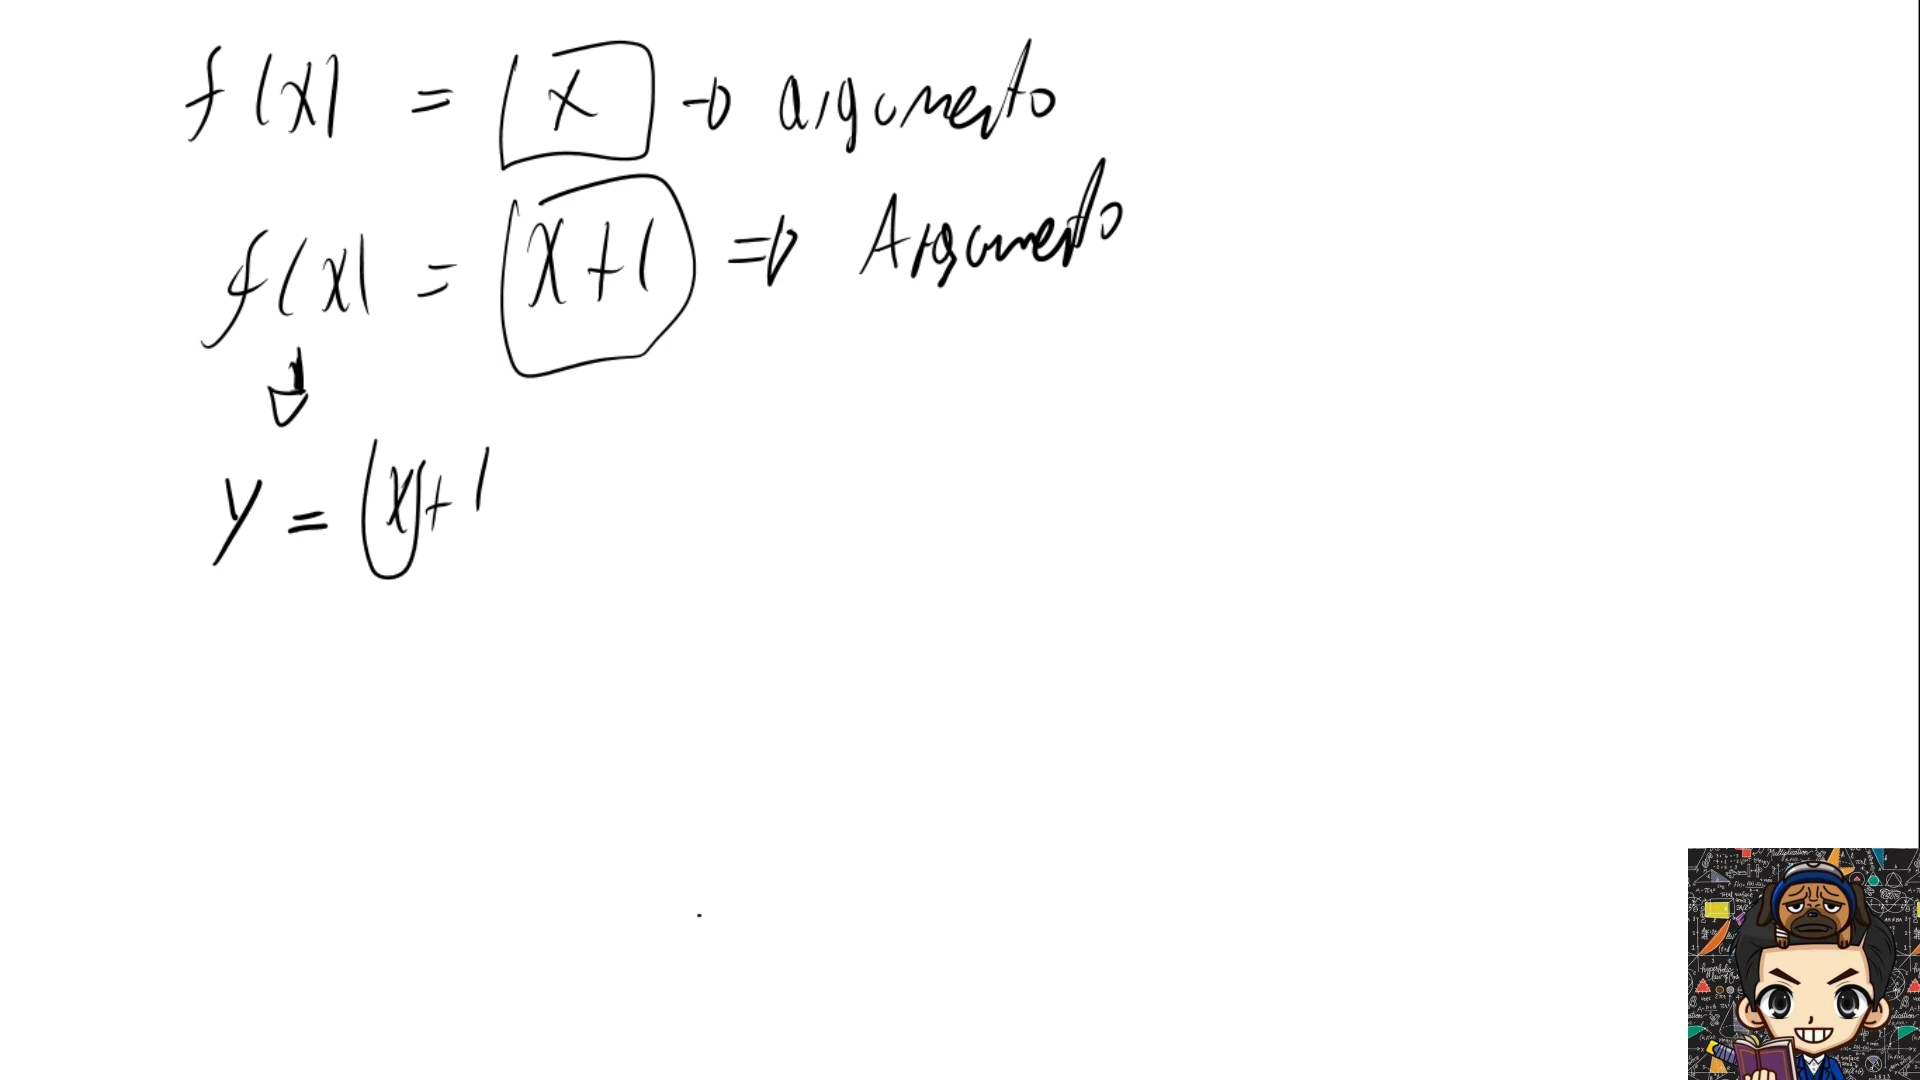 f(x) = x → argumento
f(x) = x+1 ⇒ Argumento
↓
y = x + 1